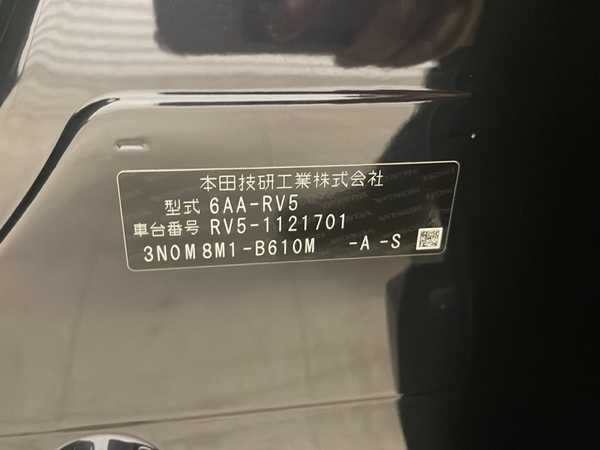 本田技研工業株式会社
型式 6AA-RV5
車台番号 RV5-1121701
3N0M8M1-B610M -A-S